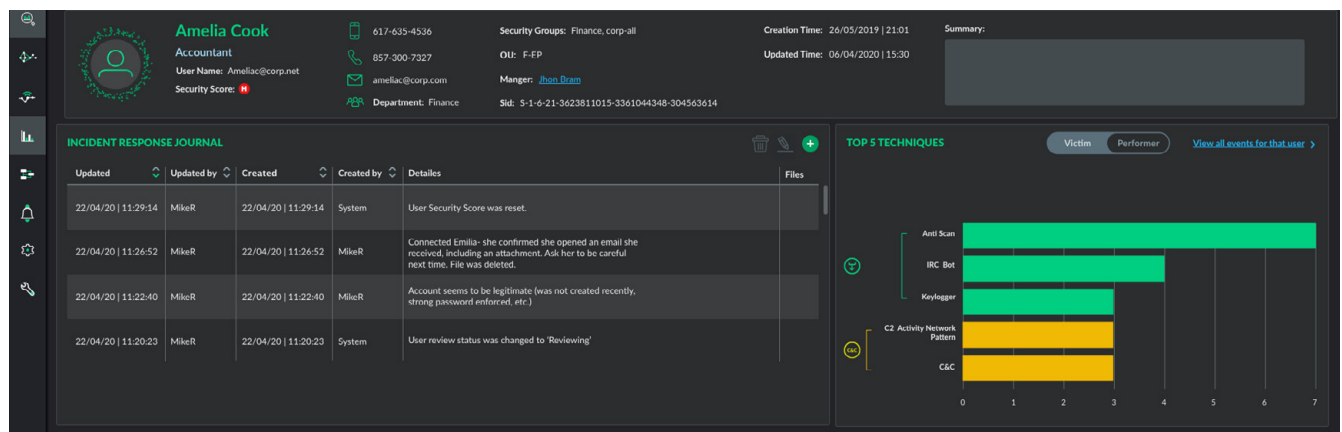 Amelia Cook
Accountant
User Name: Ameliac@corp.net
Security Score: H
617-635-4536
857-300-7327
ameliac@corp.com
Department: Finance
Security Groups: Finance, corp-all
OU: F-EP
Manger: Jhon Bram
Sid: S-1-6-21-3623811015-3361044348-304563614
Creation Time: 26/05/2019 | 21:01
Updated Time: 06/04/2020 | 15:30
Summary:
INCIDENT RESPONSE JOURNAL
Updated Updated by Created Created by Detailes Files
22/04/20 | 11:29:14 MikeR 22/04/20 | 11:29:14 System User Security Score was reset.
22/04/20 | 11:26:52 MikeR 22/04/20 | 11:26:52 MikeR Connected Emilia- she confirmed she opened an email she
received, including an attachment. Ask her to be careful
next time. File was deleted.
22/04/20 | 11:22:40 MikeR 22/04/20 | 11:22:40 MikeR Account seems to be legitimate (was not created recently,
strong password enforced, etc.)
22/04/20 | 11:20:23 MikeR 22/04/20 | 11:20:23 System User review status was changed to 'Reviewing'
TOP 5 TECHNIQUES
Victim Performer
View all events for that user
Anti Scan
IRC Bot
Keylogger
C2 Activity Network
Pattern
C&C
C&C
0 1 2 3 4 5 6 7